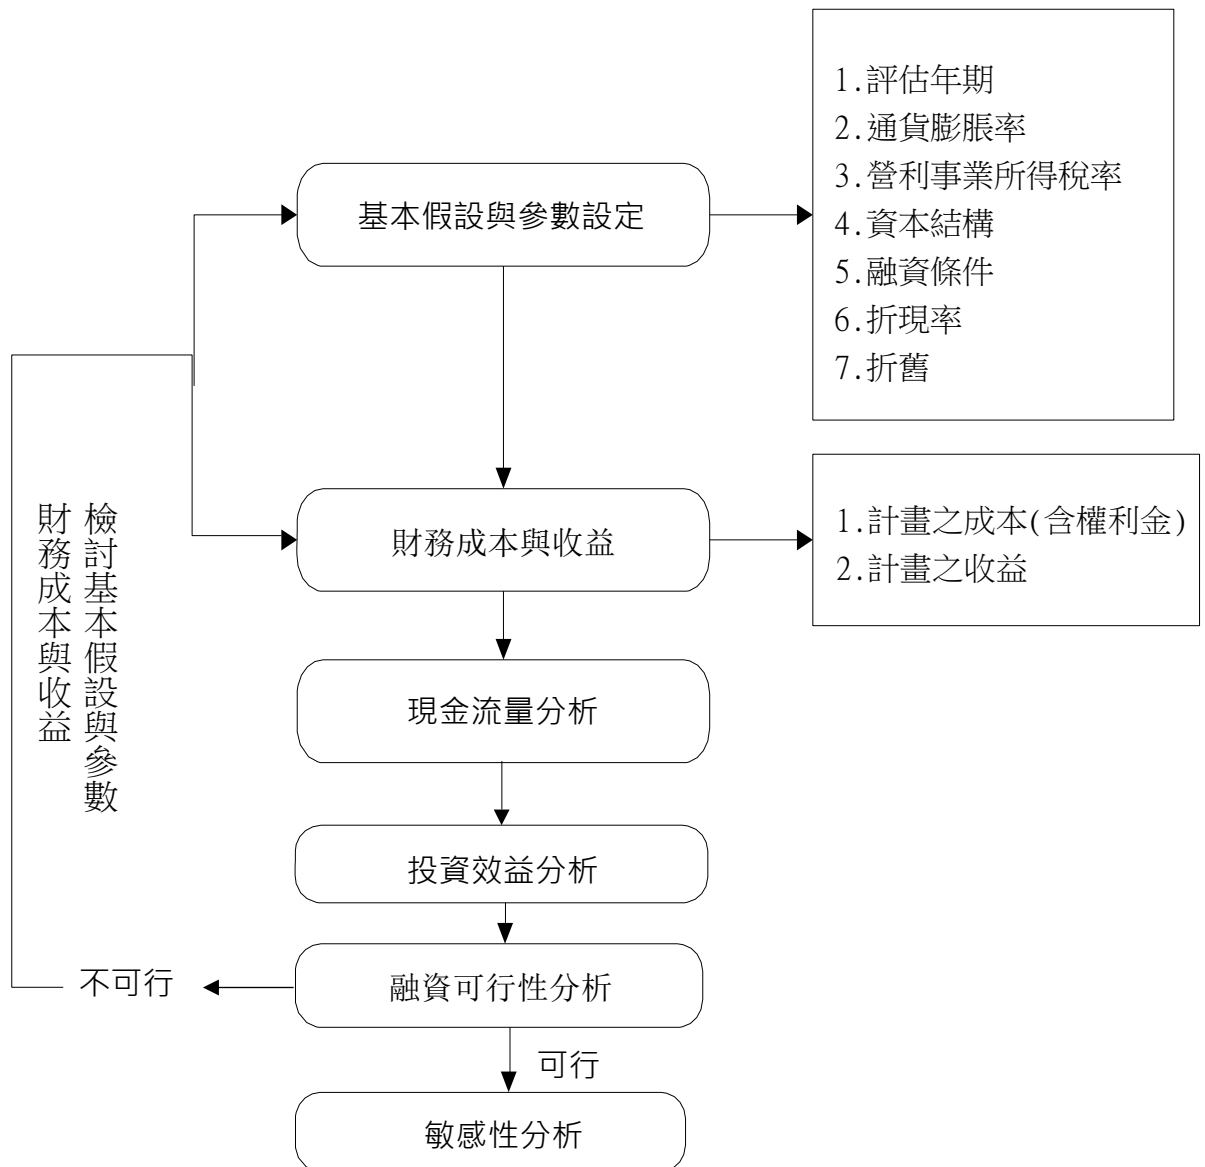 1.評估年期
2.通貨膨脹率
3.營利事業所得稅率
4.資本結構
5.融資條件
6.折現率
7.折舊
基本假設與參數設定
財務成本與收益
1.計畫之成本(含權利金)
2.計畫之收益
檢討基本假設與參數
財務成本與收益
現金流量分析
投資效益分析
融資可行性分析
不可行
可行
敏感性分析